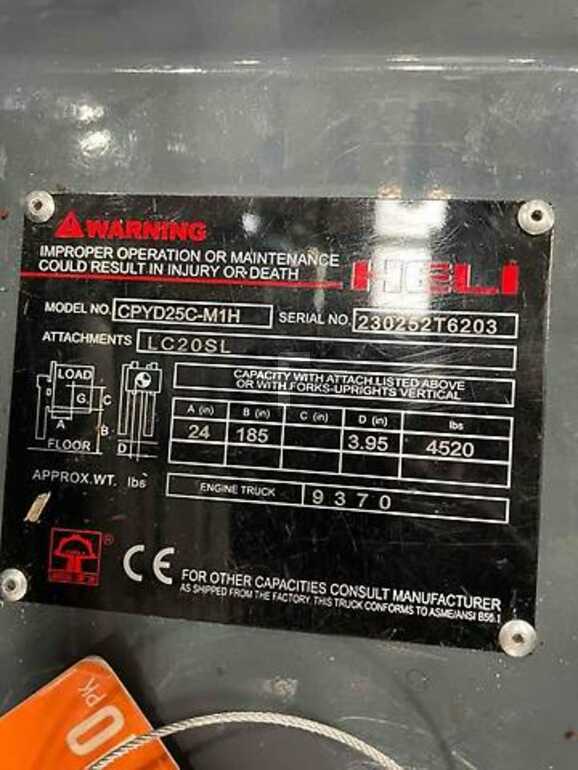 WARNING
IMPROPER OPERATION OR MAINTENANCE
COULD RESULT IN INJURY OR DEATH
HELI
MODEL NO. CPYD25C-M1H SERIAL NO. 230252T6203
ATTACHMENTS LC20SL
CAPACITY WITH ATTACH.LISTED ABOVE
OR WITH FORKS-UPRIGHTS VERTICAL
LOAD
G.
C
A
B
FLOOR
D
A (in) B (in) C (in) D (in) lbs
24 185 3.95 4520
APPROX.WT. lbs
ENGINE TRUCK 9370
®
CE
FOR OTHER CAPACITIES CONSULT MANUFACTURER
AS SHIPPED FROM THE FACTORY, THIS TRUCK CONFORMS TO ASME/ANSI B56.1
PK